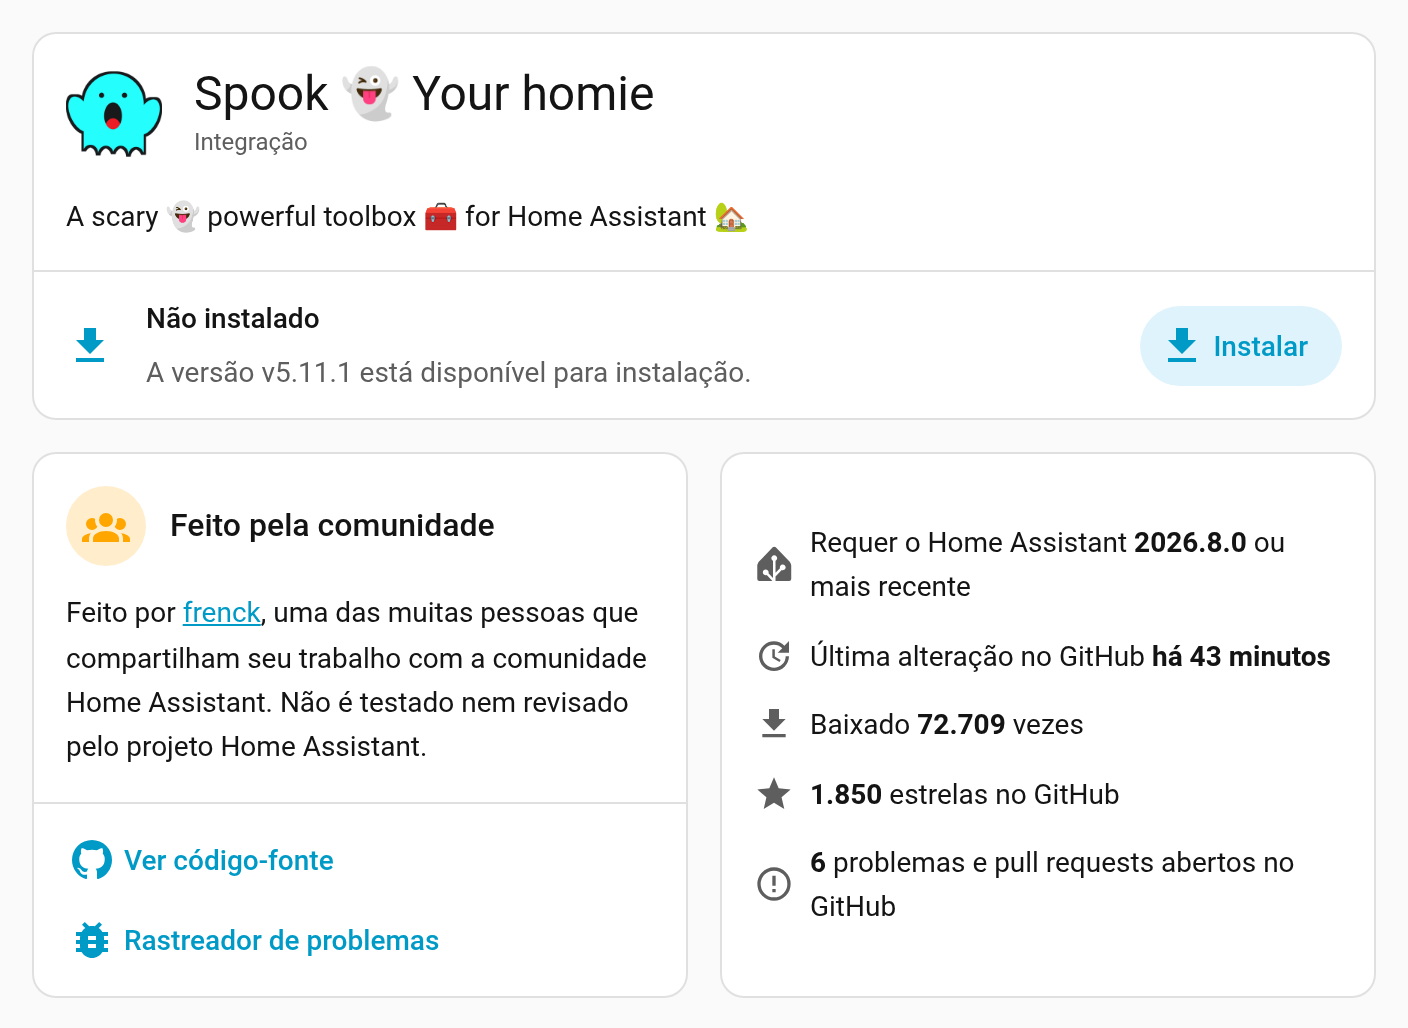 Spook 👻 Your homie
Integração
A scary 👻 powerful toolbox 🧰 for Home Assistant 🏡
Não instalado
A versão v5.11.1 está disponível para instalação.
Instalar
Feito pela comunidade
Feito por frenck, uma das muitas pessoas que
compartilham seu trabalho com a comunidade
Home Assistant. Não é testado nem revisado
pelo projeto Home Assistant.
Ver código-fonte
Rastreador de problemas
Requer o Home Assistant 2026.8.0 ou
mais recente
Última alteração no GitHub há 43 minutos
Baixado 72.709 vezes
1.850 estrelas no GitHub
6 problemas e pull requests abertos no
GitHub